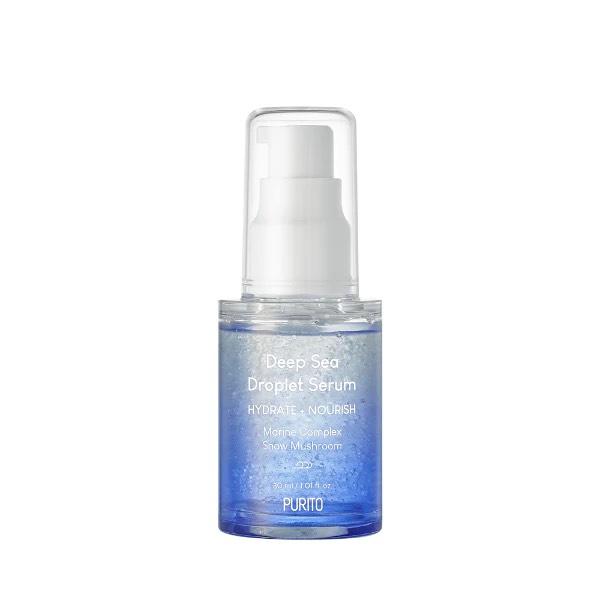 Deep Sea
Droplet Serum
HYDRATE + NOURISH
Marine Complex
Snow Mushroom
30 ml / 1.01 fl. oz
PURITO